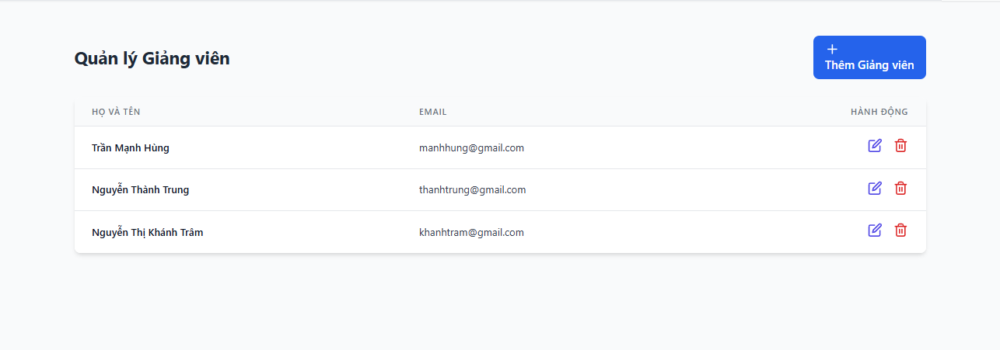 Quản lý Giảng viên
Thêm Giảng viên
HỌ VÀ TÊN EMAIL HÀNH ĐỘNG
Trần Mạnh Hùng manhhung@gmail.com
Nguyễn Thành Trung thanhtrung@gmail.com
Nguyễn Thị Khánh Trâm khanhtram@gmail.com